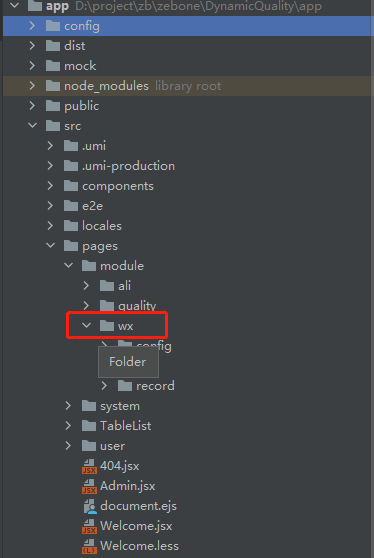 app D:\project\zb\zebone\DynamicQuality\app
config
dist
mock
node_modules library root
public
src
.umi
.umi-production
components
e2e
locales
pages
module
ali
quality
wx
config
Folder
record
system
TableList
user
404.jsx
Admin.jsx
document.ejs
Welcome.jsx
Welcome.less